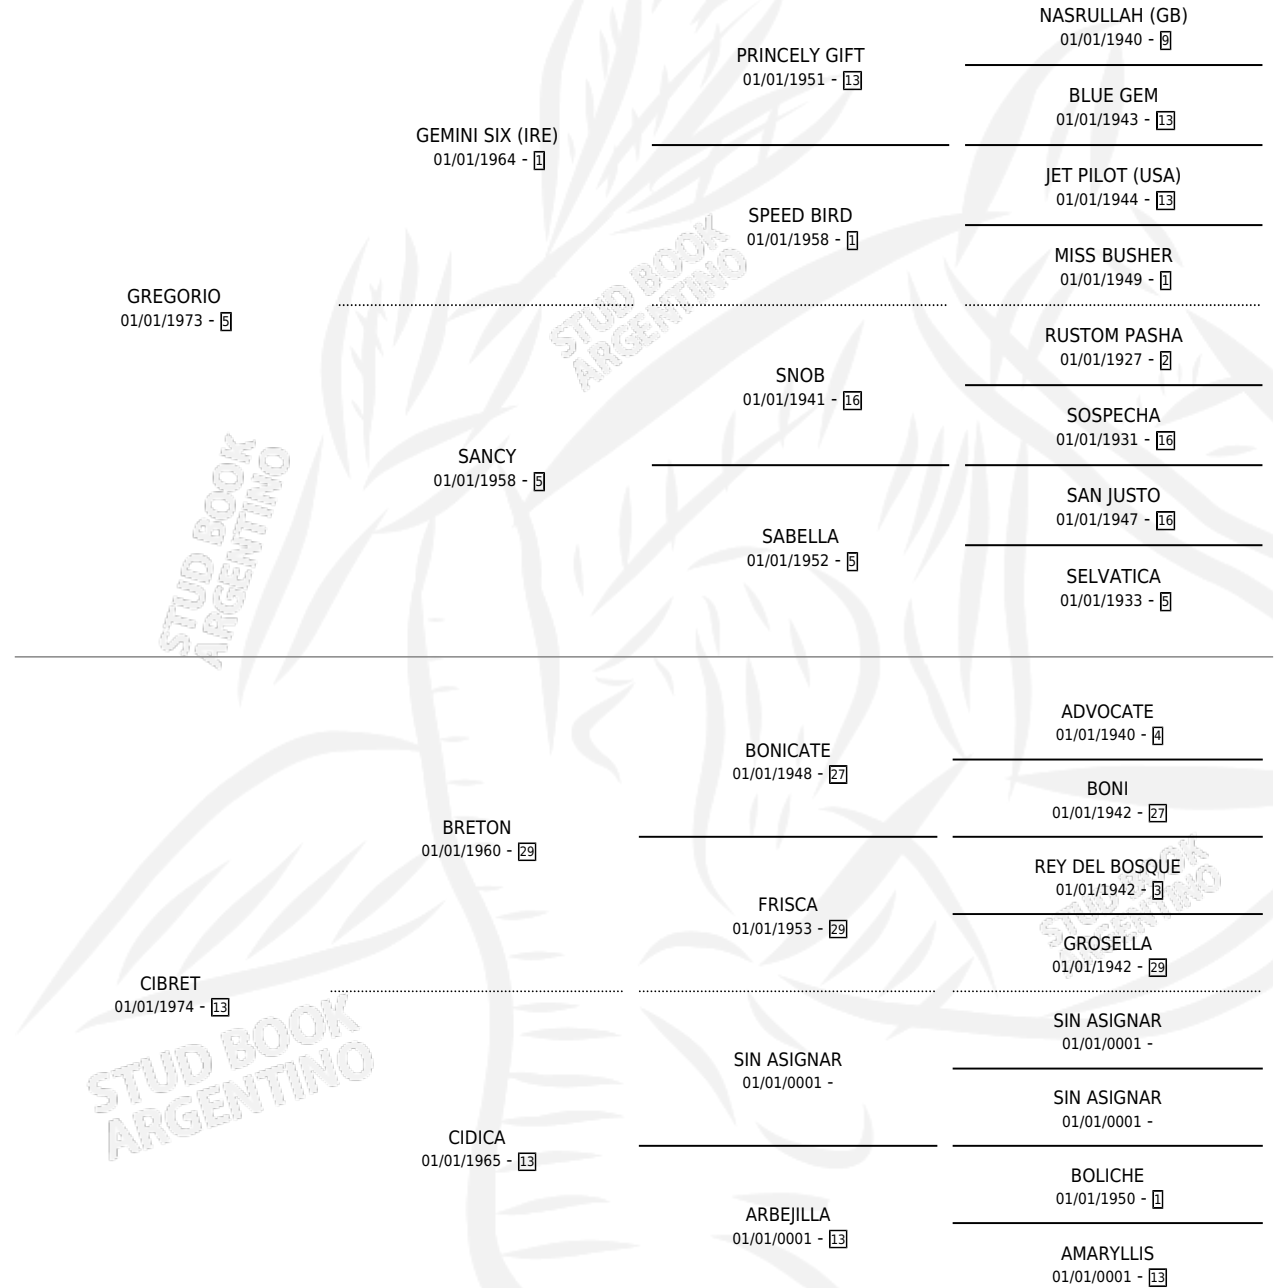 NASRULLAH (GB)
01/01/1940 - 9
PRINCELY GIFT
01/01/1951 - 13
BLUE GEM
01/01/1943 - 13
GEMINI SIX (IRE)
01/01/1964 - 1
JET PILOT (USA)
01/01/1944 - 13
SPEED BIRD
01/01/1958 - 1
MISS BUSHER
01/01/1949 - 1
GREGORIO
01/01/1973 - 5
STUD BOOK
ARGENTINO
RUSTOM PASHA
01/01/1927 - 2
SNOB
01/01/1941 - 16
SOSPECHA
01/01/1931 - 16
SANCY
01/01/1958 - 5
SAN JUSTO
01/01/1947 - 16
SABELLA
01/01/1952 - 5
SELVATICA
01/01/1933 - 5
STUD BOOK
ARGENTINO
ADVOCATE
01/01/1940 - 4
BONICATE
01/01/1948 - 27
BONI
01/01/1942 - 27
BRETON
01/01/1960 - 29
REY DEL BOSQUE
01/01/1942 - 3
FRISCA
01/01/1953 - 29
GROSELLA
01/01/1942 - 29
STUD BOOK
ARGENTINO
CIBRET
01/01/1974 - 13
SIN ASIGNAR
01/01/0001 -
SIN ASIGNAR
01/01/0001 -
SIN ASIGNAR
01/01/0001 -
STUD BOOK
ARGENTINO
CIDICA
01/01/1965 - 13
BOLICHE
01/01/1950 - 1
ARBEJILLA
01/01/0001 - 13
AMARYLLIS
01/01/0001 - 13